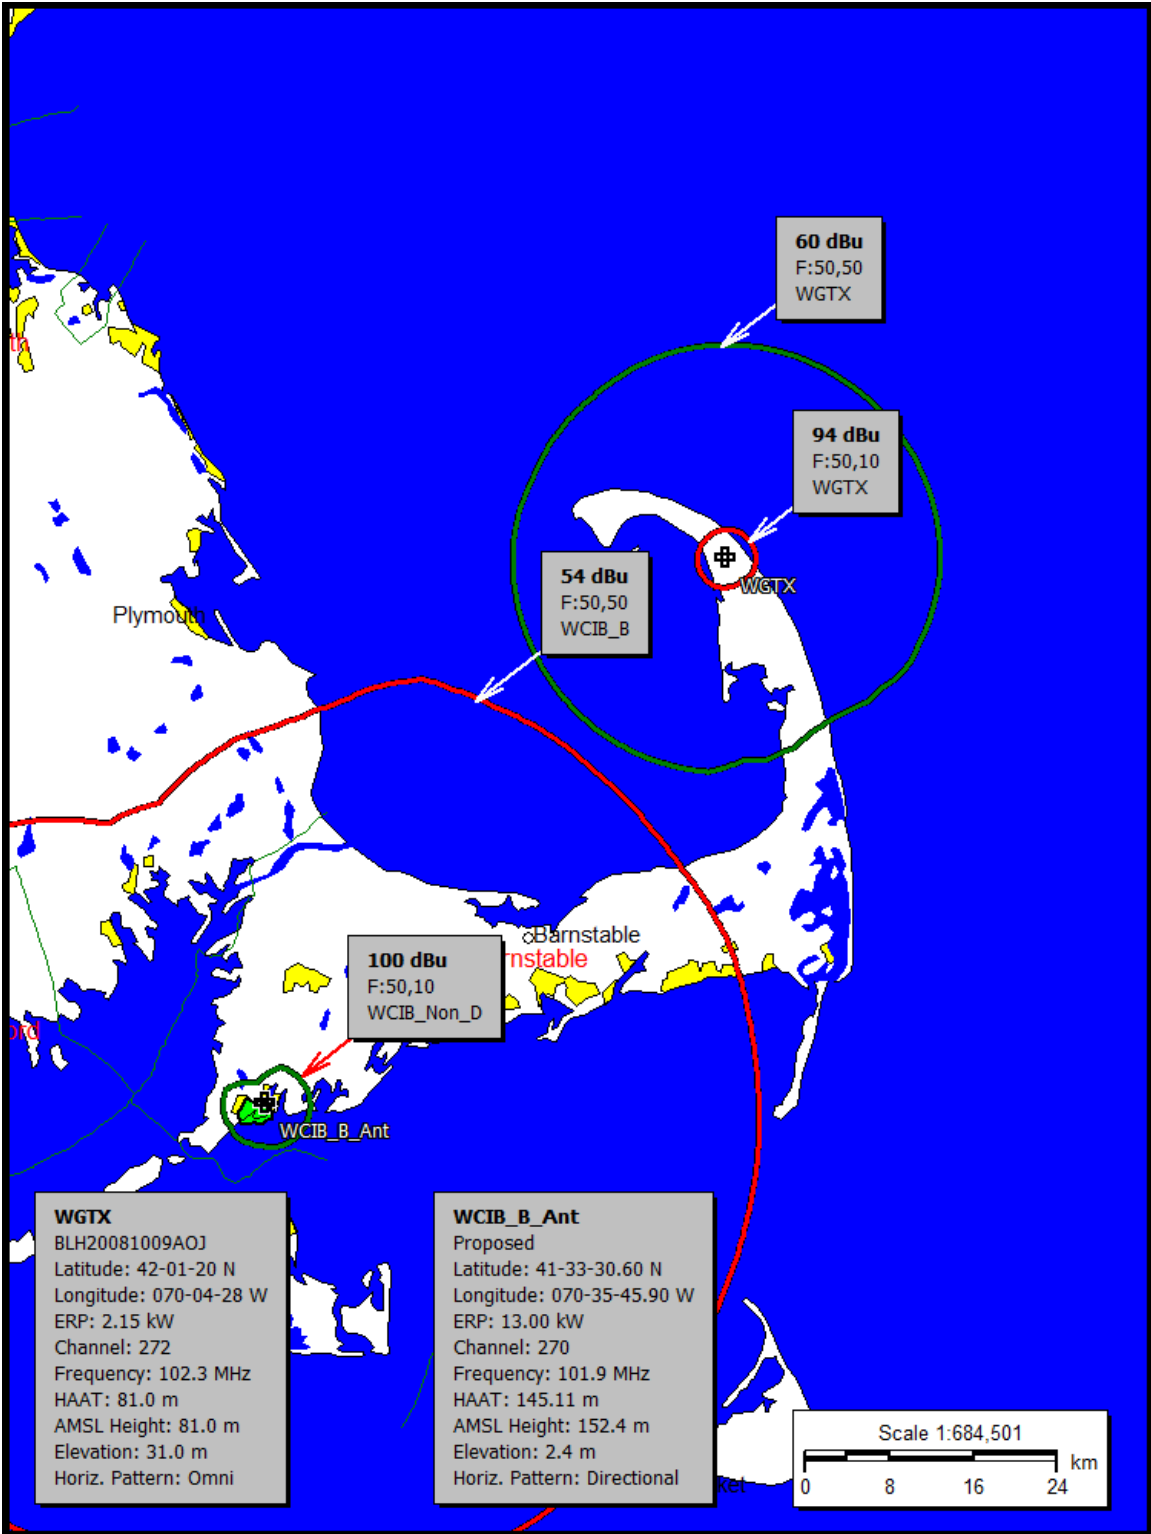 60 dBu
F:50,50
WGTX
th
94 dBu
F:50,10
WGTX
54 dBu
F:50,50
WCIB_B
WGTX
Plymouth
Barnstable
rnstable
100 dBu
F:50,10
WCIB_Non_D
ord
WCIB_B_Ant
WGTX
BLH20081009AOJ
Latitude: 42-01-20 N
Longitude: 070-04-28 W
ERP: 2.15 kW
Channel: 272
Frequency: 102.3 MHz
HAAT: 81.0 m
AMSL Height: 81.0 m
Elevation: 31.0 m
Horiz. Pattern: Omni
WCIB_B_Ant
Proposed
Latitude: 41-33-30.60 N
Longitude: 070-35-45.90 W
ERP: 13.00 kW
Channel: 270
Frequency: 101.9 MHz
HAAT: 145.11 m
AMSL Height: 152.4 m
Elevation: 2.4 m
Horiz. Pattern: Directional
ket
Scale 1:684,501
km
0 8 16 24